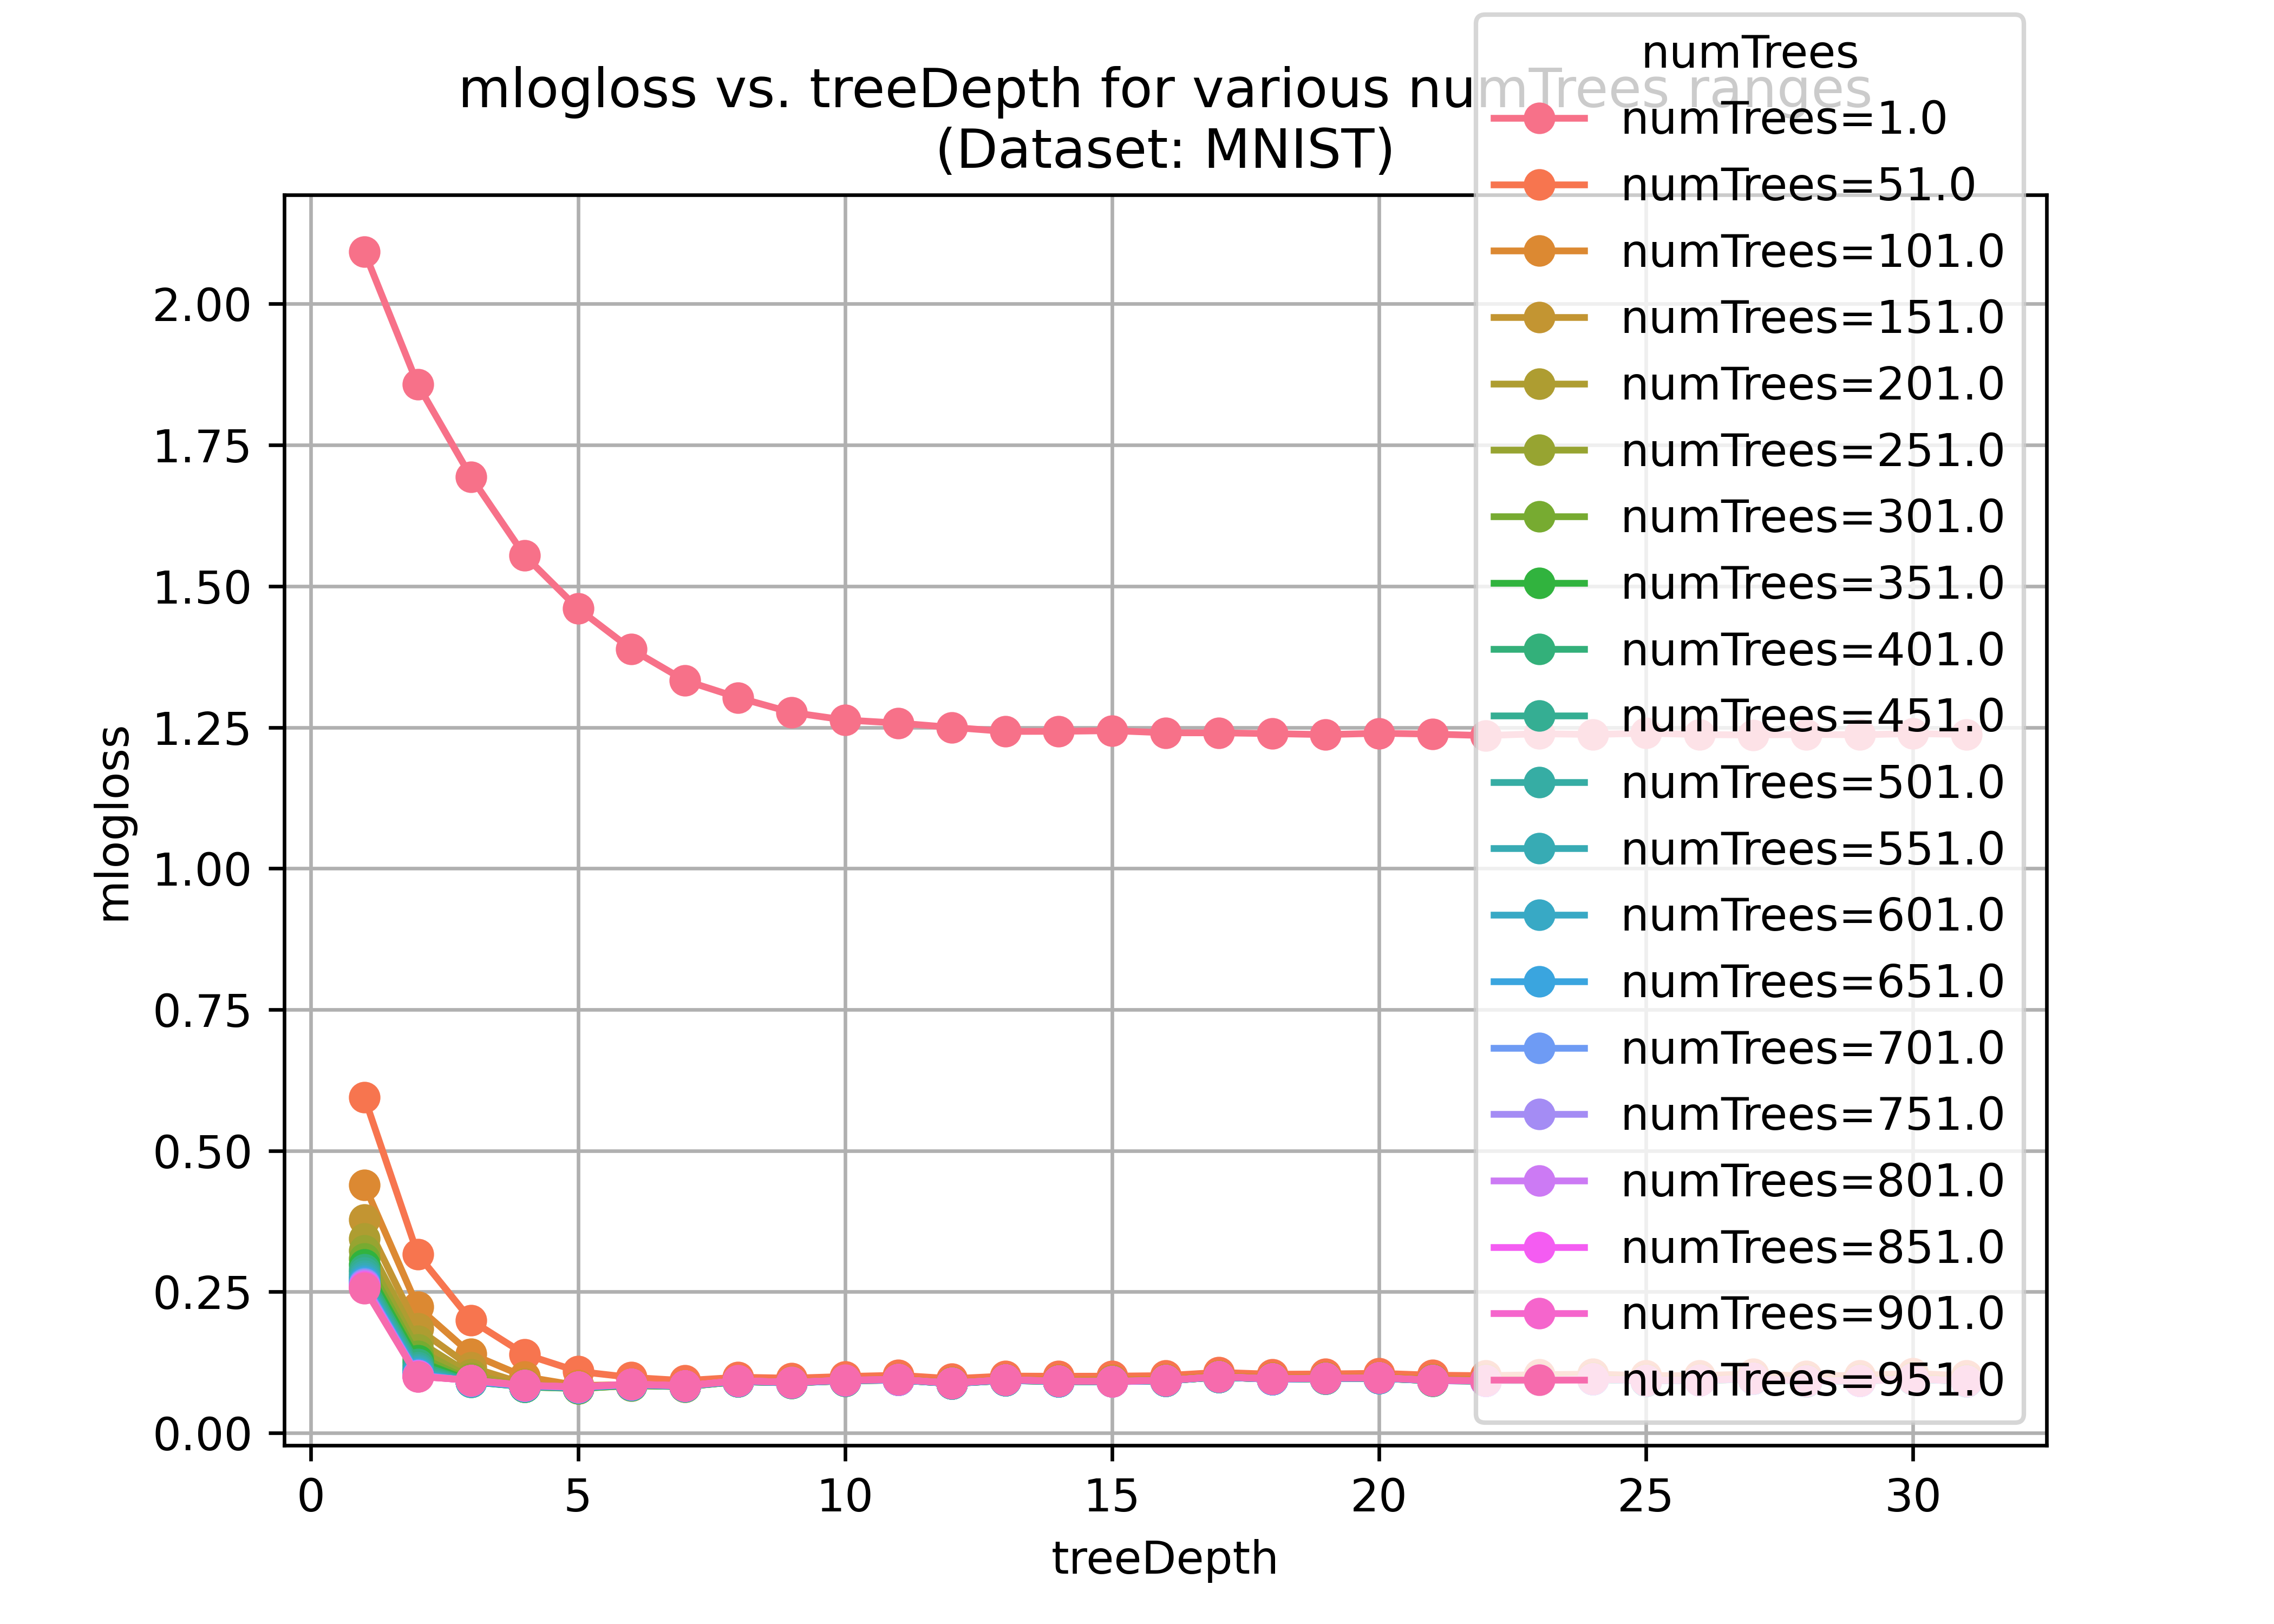 mlogloss vs. treeDepth for various numTrees ranges
(Dataset: MNIST)
numTrees
numTrees=1.0
numTrees=51.0
numTrees=101.0
numTrees=151.0
numTrees=201.0
numTrees=251.0
numTrees=301.0
numTrees=351.0
numTrees=401.0
numTrees=451.0
numTrees=501.0
numTrees=551.0
numTrees=601.0
numTrees=651.0
numTrees=701.0
numTrees=751.0
numTrees=801.0
numTrees=851.0
numTrees=901.0
numTrees=951.0
mlogloss
2.00
1.75
1.50
1.25
1.00
0.75
0.50
0.25
0.00
0 5 10 15 20 25 30
treeDepth